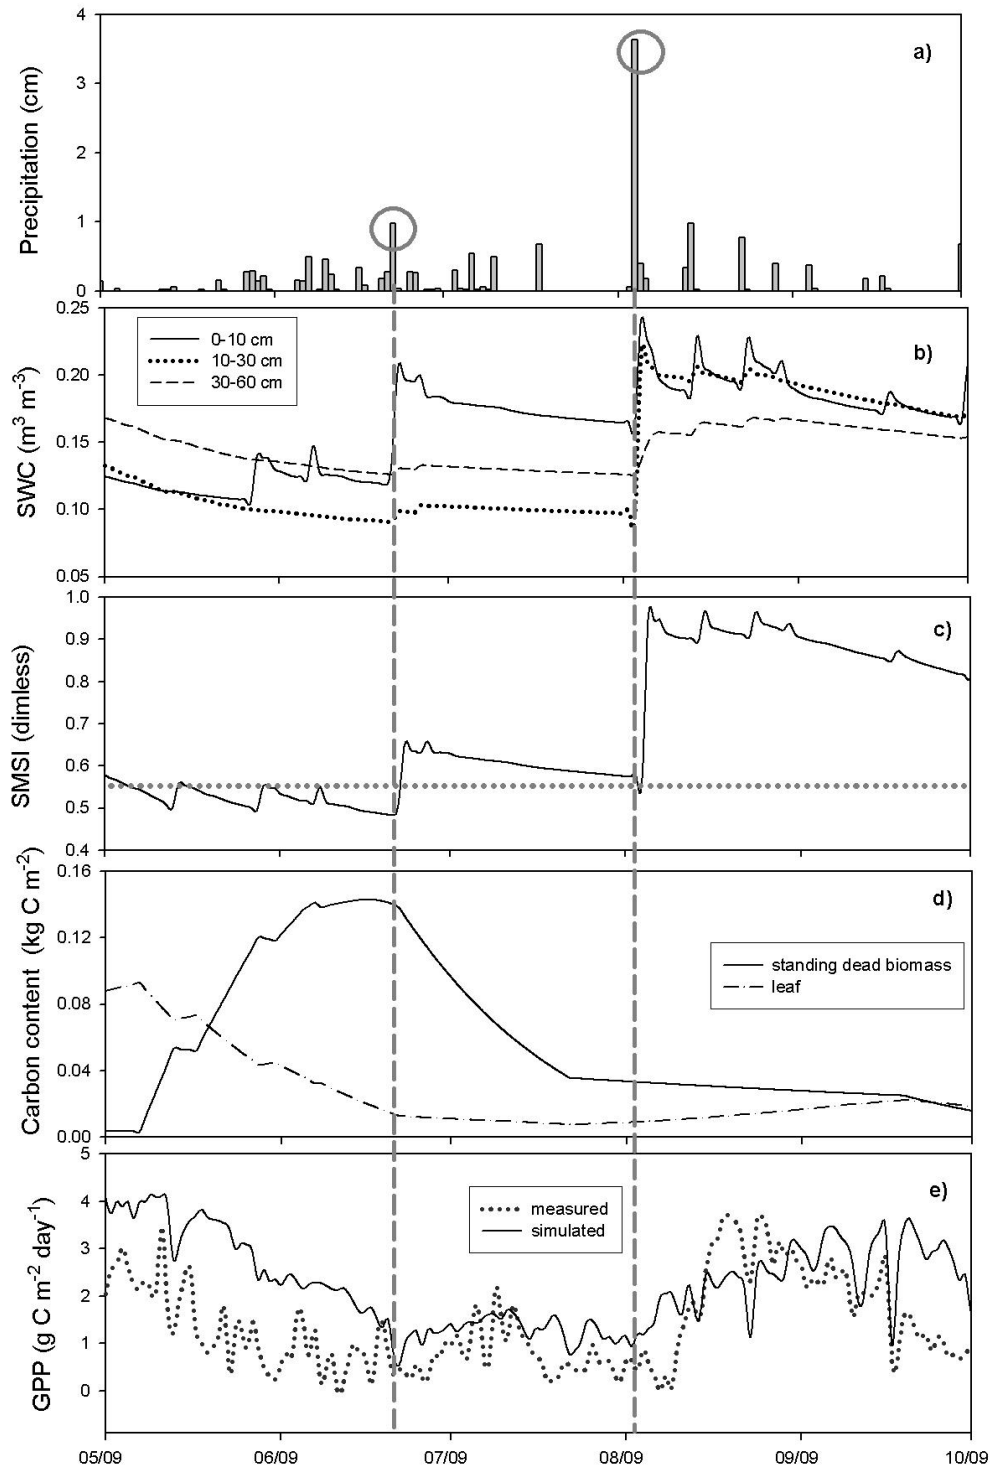 a)
Precipitation (cm)
4
3
2
1
0
b)
SWC (m³ m⁻³)
0.25
0.20
0.15
0.10
0.05
0-10 cm
10-30 cm
30-60 cm
c)
SMSI (dimless)
1.0
0.9
0.8
0.7
0.6
0.5
0.4
d)
Carbon content (kg C m⁻²)
0.16
0.12
0.08
0.04
0.00
standing dead biomass
leaf
e)
GPP (g C m⁻² day⁻¹)
5
4
3
2
1
0
measured
simulated
05/09 06/09 07/09 08/09 09/09 10/09